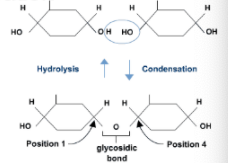 H H H H
HO OH HO OH
Hydrolysis Condensation
H H H H
HO O OH
Position 1 Position 4
glycosidic
bond